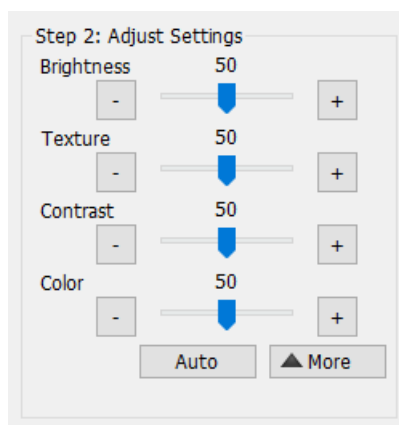 Step 2: Adjust Settings
Brightness 50
- +
Texture 50
- +
Contrast 50
- +
Color 50
- +
Auto More